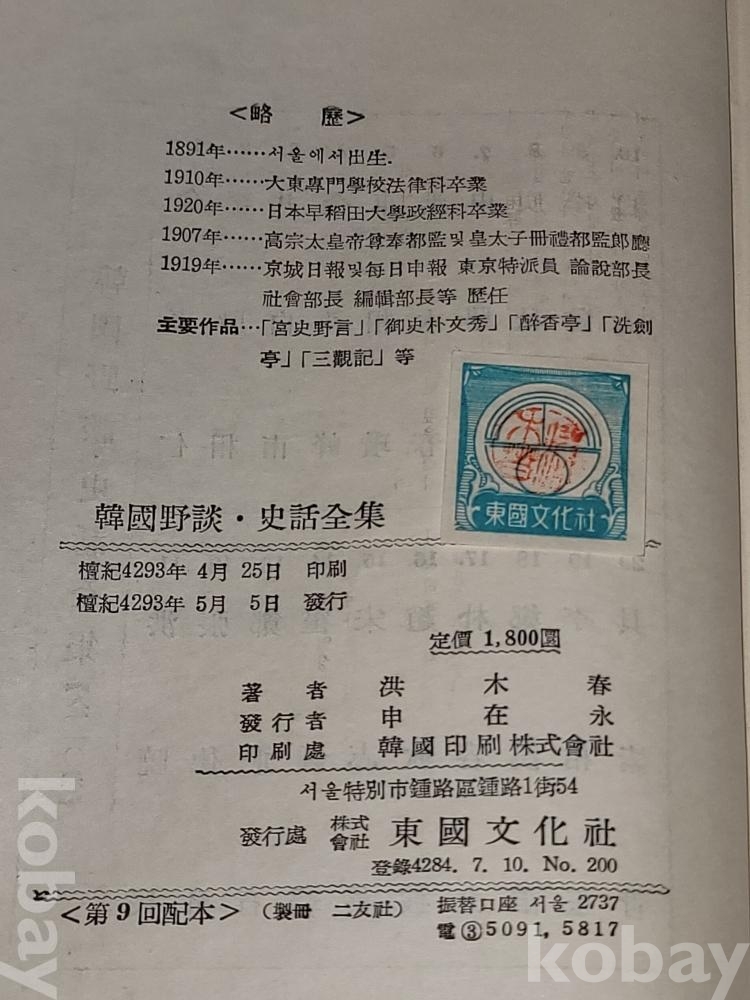 <略 歷>
1891年……서울에서出生.
1910年……大東專門學校法律科卒業
1920年……日本早稻田大學政經科卒業
1907年……高宗太皇帝尊奉都監및皇太子冊禮都監郎廳
1919年……京城日報및每日申報 東京特派員 論說部長
社會部長 編輯部長等 歷任
主要作品…「宮史野言」「御史朴文秀」「醉香亭」「洗劍
亭」「三觀記」等
東國文化社
韓國野談・史話全集
檀紀4293年 4月 25日 印刷
檀紀4293年 5月 5日 發行
定價 1,800圜
著者 洪木春
發行者 申在永
印刷處 韓國印刷株式會社
서울特別市鍾路區鍾路1街54
發行處 株式會社 東國文化社
登錄4284. 7. 10. No. 200
<第9回配本> (製冊 二友社) 振替口座 서울 2737
電③5091, 5817
kobay
kobay